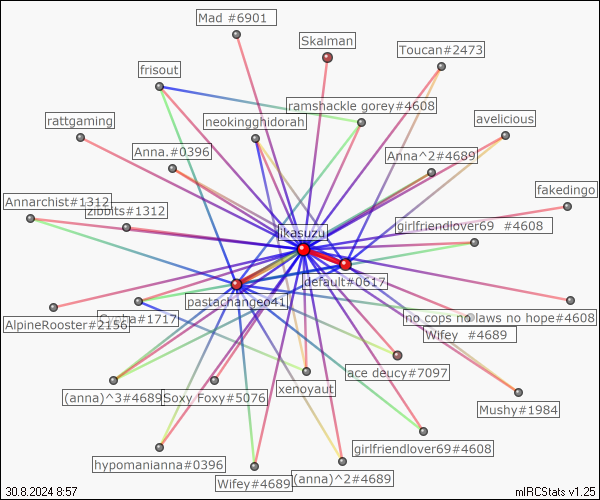 Mad #6901
Skalman
Toucan#2473
frisout
ramshackle gorey#4608
rattgaming
neokingghidorah
avelicious
Anna.#0396
Anna^2#4689
fakedingo
Annarchist#1312
zibbits#1312
girlfriendlover69 #4608
ikasuzu
default#0617
pastachangeo41
AlpineRooster#2156
#1717
no cops no laws no hope#4608
Wifey #4689
ace deucy#7097
xenoyaut
(anna)^3#4689
Soxy Foxy#5076
Mushy#1984
girlfriendlover69#4608
hypomanianna#0396
Wifey#4689
(anna)^2#4689
30.8.2024 8:57
mIRCStats v1.25